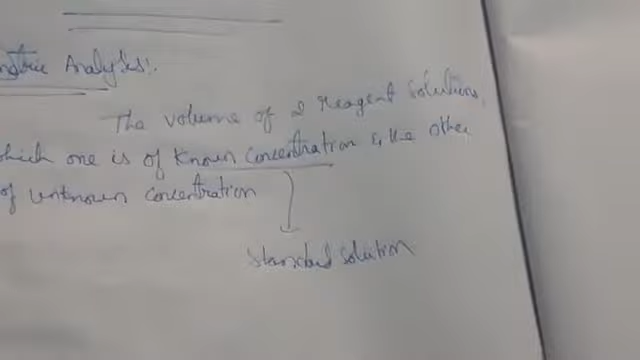 Analysis:.
The volume of 2 reagent solutions,
which one is of known concentration & the other
of unknown concentration
standard solution